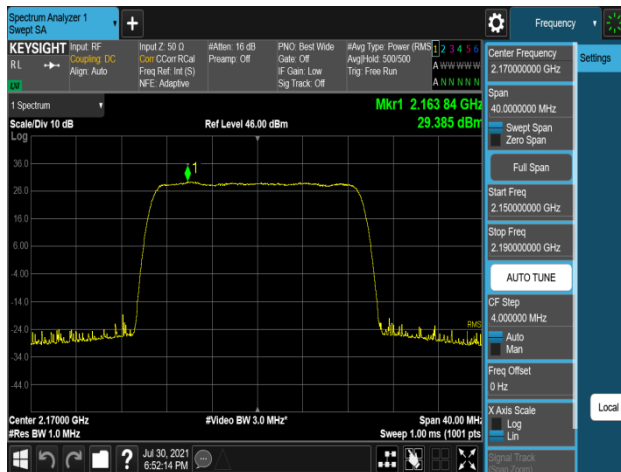 Spectrum Analyzer 1
Swept SA
Frequency
KEYSIGHT
Input: RF
Coupling: DC
Align: Auto
Input Z: 50 Ω
Corr CCorr RCal
Freq Ref: Int (S)
NFE: Adaptive
#Atten: 16 dB
Preamp: Off
PNO: Best Wide
Gate: Off
IF Gain: Low
Sig Track: Off
#Avg Type: Power (RMS
Avg|Hold: 500/500
Trig: Free Run
1 2 3 4 5 6
A W W W W W
A N N N N N
R L
1 Spectrum
Scale/Div 10 dB
Ref Level 46.00 dBm
Mkr1 2.163 84 GHz
29.385 dBm
Log
36.0
26.0
16.0
6.00
-4.00
-14.0
-24.0
-34.0
-44.0
1
RMS
Center 2.17000 GHz
#Res BW 1.0 MHz
#Video BW 3.0 MHz*
Span 40.00 MHz
Sweep 1.00 ms (1001 pts
Jul 30, 2021
6:52:14 PM
Center Frequency
2.170000000 GHz
Settings
Span
40.0000000 MHz
Swept Span
Zero Span
Full Span
Start Freq
2.150000000 GHz
Stop Freq
2.190000000 GHz
AUTO TUNE
CF Step
4.000000 MHz
Auto
Man
Freq Offset
0 Hz
X Axis Scale
Log
Lin
Local
Signal Track
(Span Zoom)